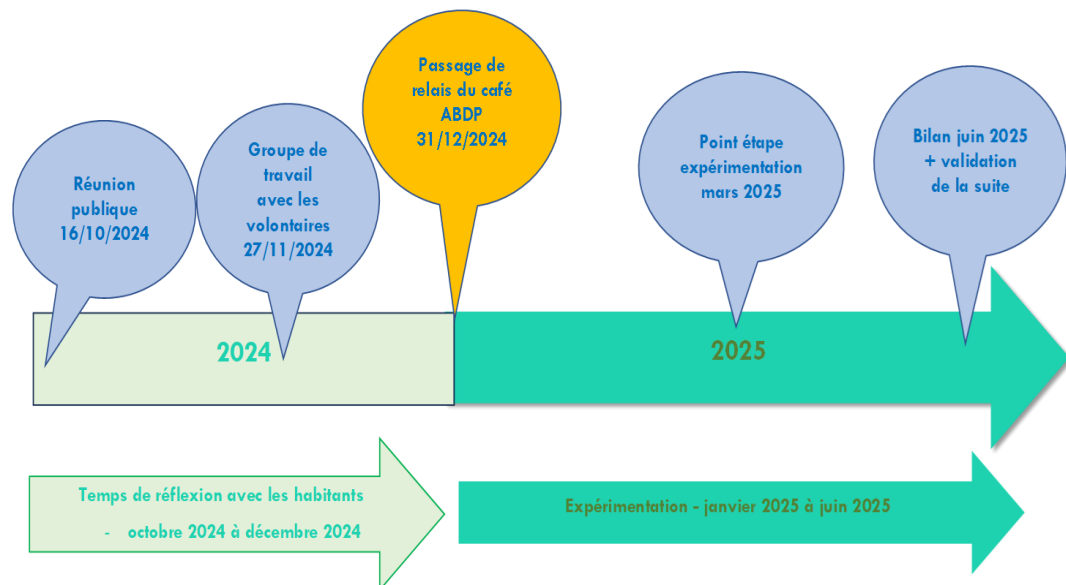 Réunion
publique
16/10/2024
Groupe de
travail
avec les
volontaires
27/11/2024
Passage de
relais du café
ABDP
31/12/2024
Point étape
expérimentation
mars 2025
Bilan juin 2025
+ validation
de la suite
2024
2025
Temps de réflexion avec les habitants
- octobre 2024 à décembre 2024
Expérimentation - janvier 2025 à juin 2025